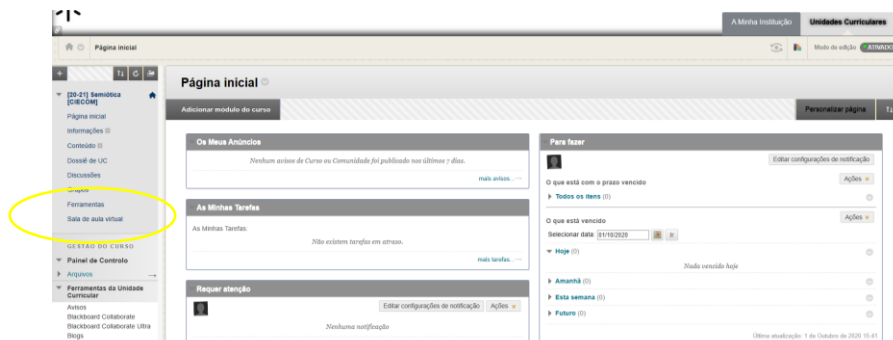 A Minha Instituição
Unidades Curriculares
Página inicial
Modo de edição
ATIVADO
[20-21] Semiótica
[CIECOM]
Página inicial
Informações
Conteúdo
Dossiê de UC
Discussões
Grupos
Ferramentas
Sala de aula virtual
GESTÃO DO CURSO
Painel de Controlo
Arquivos
Ferramentas da Unidade
Curricular
Avisos
Blackboard Collaborate
Blackboard Collaborate Ultra
Blogs
Página inicial
Adicionar módulo do curso
Personalizar página
Os Meus Anúncios
Nenhum avisos de Curso ou Comunidade foi publicado nos últimos 7 dias.
mais avisos...
As Minhas Tarefas
As Minhas Tarefas:
Não existem tarefas em atraso.
mais tarefas...
Requer atenção
Editar configurações de notificação
Ações
Nenhuma notificação
Para fazer
Editar configurações de notificação
O que está com o prazo vencido
Ações
Todos os itens (0)
O que está vencido
Ações
Selecionar data: 01/10/2020
Ir
Hoje (0)
Nada vencido hoje
Amanhã (0)
Esta semana (0)
Futuro (0)
Última atualização: 1 de Outubro de 2020 15:41